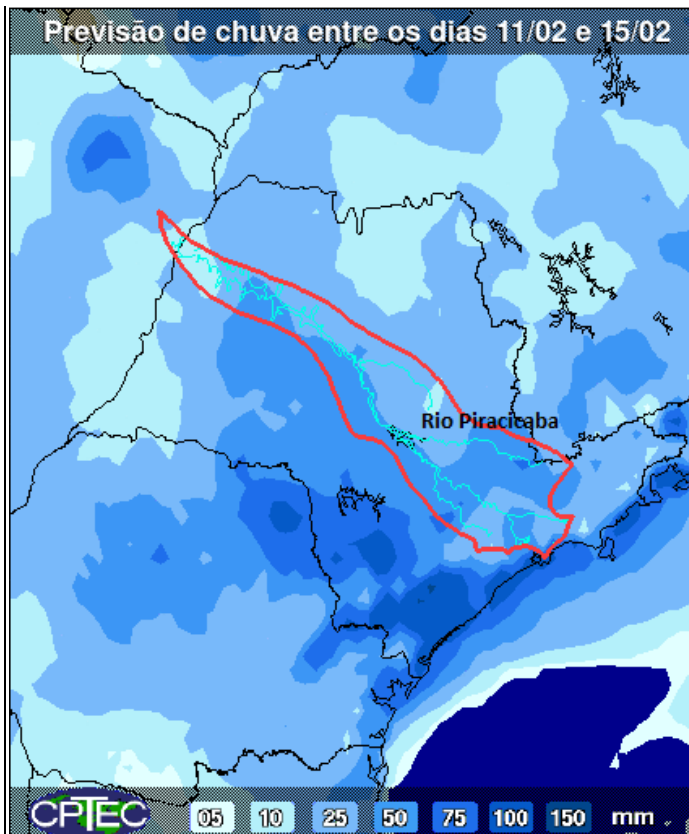 Previsão de chuva entre os dias 11/02 e 15/02
Rio Piracicaba
CPTEC 05 10 25 50 75 100 150 mm